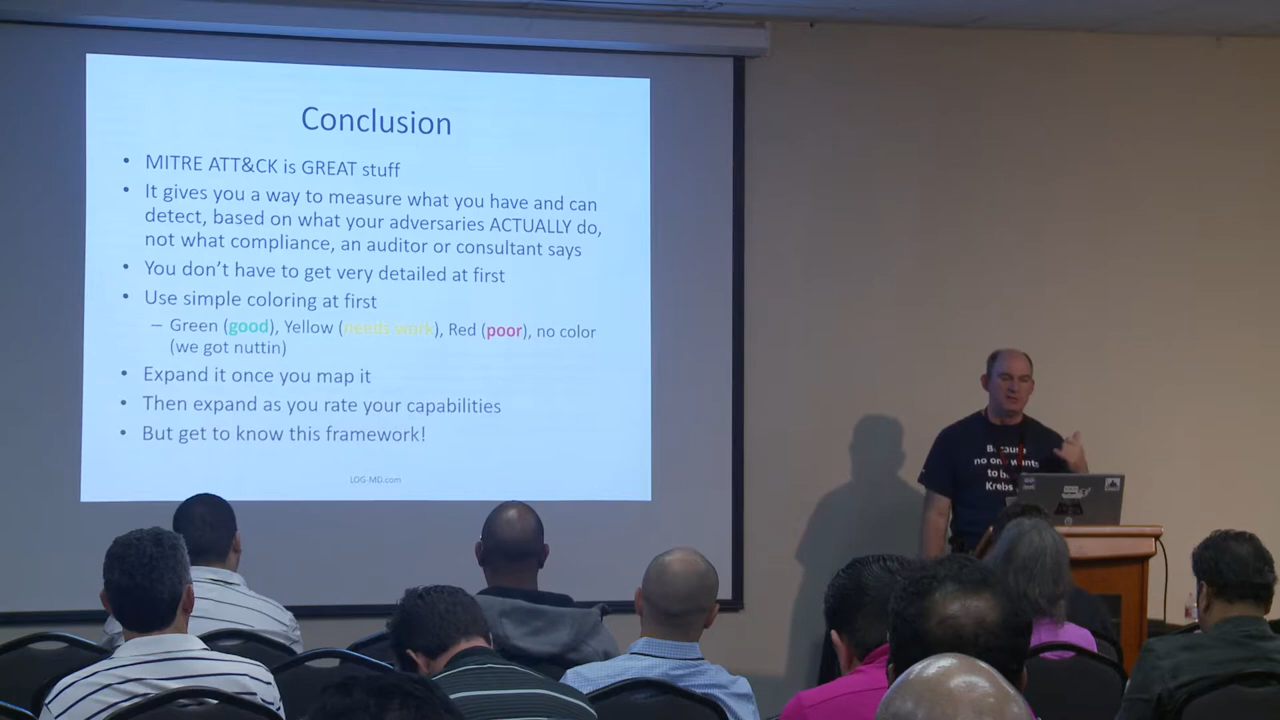 Conclusion
• MITRE ATT&CK is GREAT stuff
• It gives you a way to measure what you have and can
detect, based on what your adversaries ACTUALLY do,
not what compliance, an auditor or consultant says
• You don't have to get very detailed at first
• Use simple coloring at first
– Green (good), Yellow (needs work), Red (poor), no color
(we got nuttin)
• Expand it once you map it
• Then expand as you rate your capabilities
• But get to know this framework!
LOG-MD.com
no one wants
Krebs